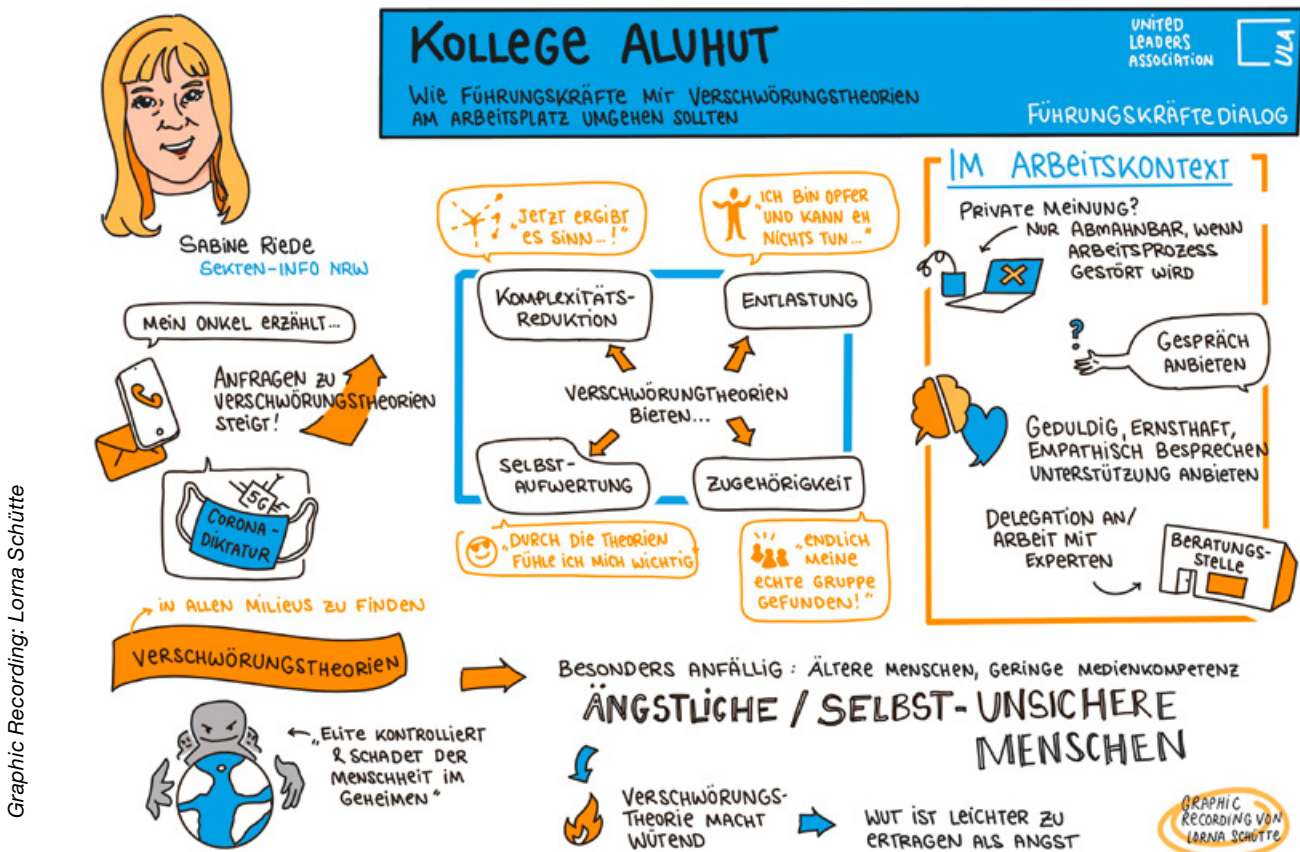 KOLLEGE ALUHUT
WIE FÜHRUNGSKRÄFTE MIT VERSCHWÖRUNGSTHEORIEN
AM ARBEITSPLATZ UMGEHEN SOLLTEN
UNITED
LEADERS
ASSOCIATION
ULA
FÜHRUNGSKRÄFTEDIALOG
SABINE RIEDE
SEKTEN-INFO NRW
MEIN ONKEL ERZÄHLT...
ANFRAGEN ZU
VERSCHWÖRUNGSTHEORIEN
STEIGT!
5G
CORONA-
DIKTATUR
IN ALLEN MILIEUS ZU FINDEN
VERSCHWÖRUNGSTHEORIEN
„ELITE KONTROLLIERT
& SCHADET DER
MENSCHHEIT IM
GEHEIMEN“
„JETZT ERGIBT
ES SINN...!“
„ICH BIN OPFER
UND KANN EH
NICHTS TUN...“
KOMPLEXITÄTS-
REDUKTION
ENTLASTUNG
VERSCHWÖRUNGTHEORIEN
BIETEN...
SELBST-
AUFWERTUNG
ZUGEHÖRIGKEIT
„DURCH DIE THEORIEN
FÜHLE ICH MICH WICHTIG“
„ENDLICH
MEINE
ECHTE GRUPPE
GEFUNDEN!“
IM ARBEITSKONTEXT
PRIVATE MEINUNG?
NUR ABMAHNBAR, WENN
ARBEITSPROZESS
GESTÖRT WIRD
?
GESPRÄCH
ANBIETEN
GEDULDIG, ERNSTHAFT,
EMPATHISCH BESPRECHEN
UNTERSTÜTZUNG ANBIETEN
DELEGATION AN/
ARBEIT MIT
EXPERTEN
BERATUNGS-
STELLE
BESONDERS ANFÄLLIG: ÄLTERE MENSCHEN, GERINGE MEDIENKOMPETENZ
ÄNGSTLICHE / SELBST-UNSICHERE
MENSCHEN
VERSCHWÖRUNGS-
THEORIE MACHT
WÜTEND
WUT IST LEICHTER ZU
ERTRAGEN ALS ANGST
GRAPHIC
RECORDING VON
LORNA SCHÜTTE
Graphic Recording: Lorna Schütte